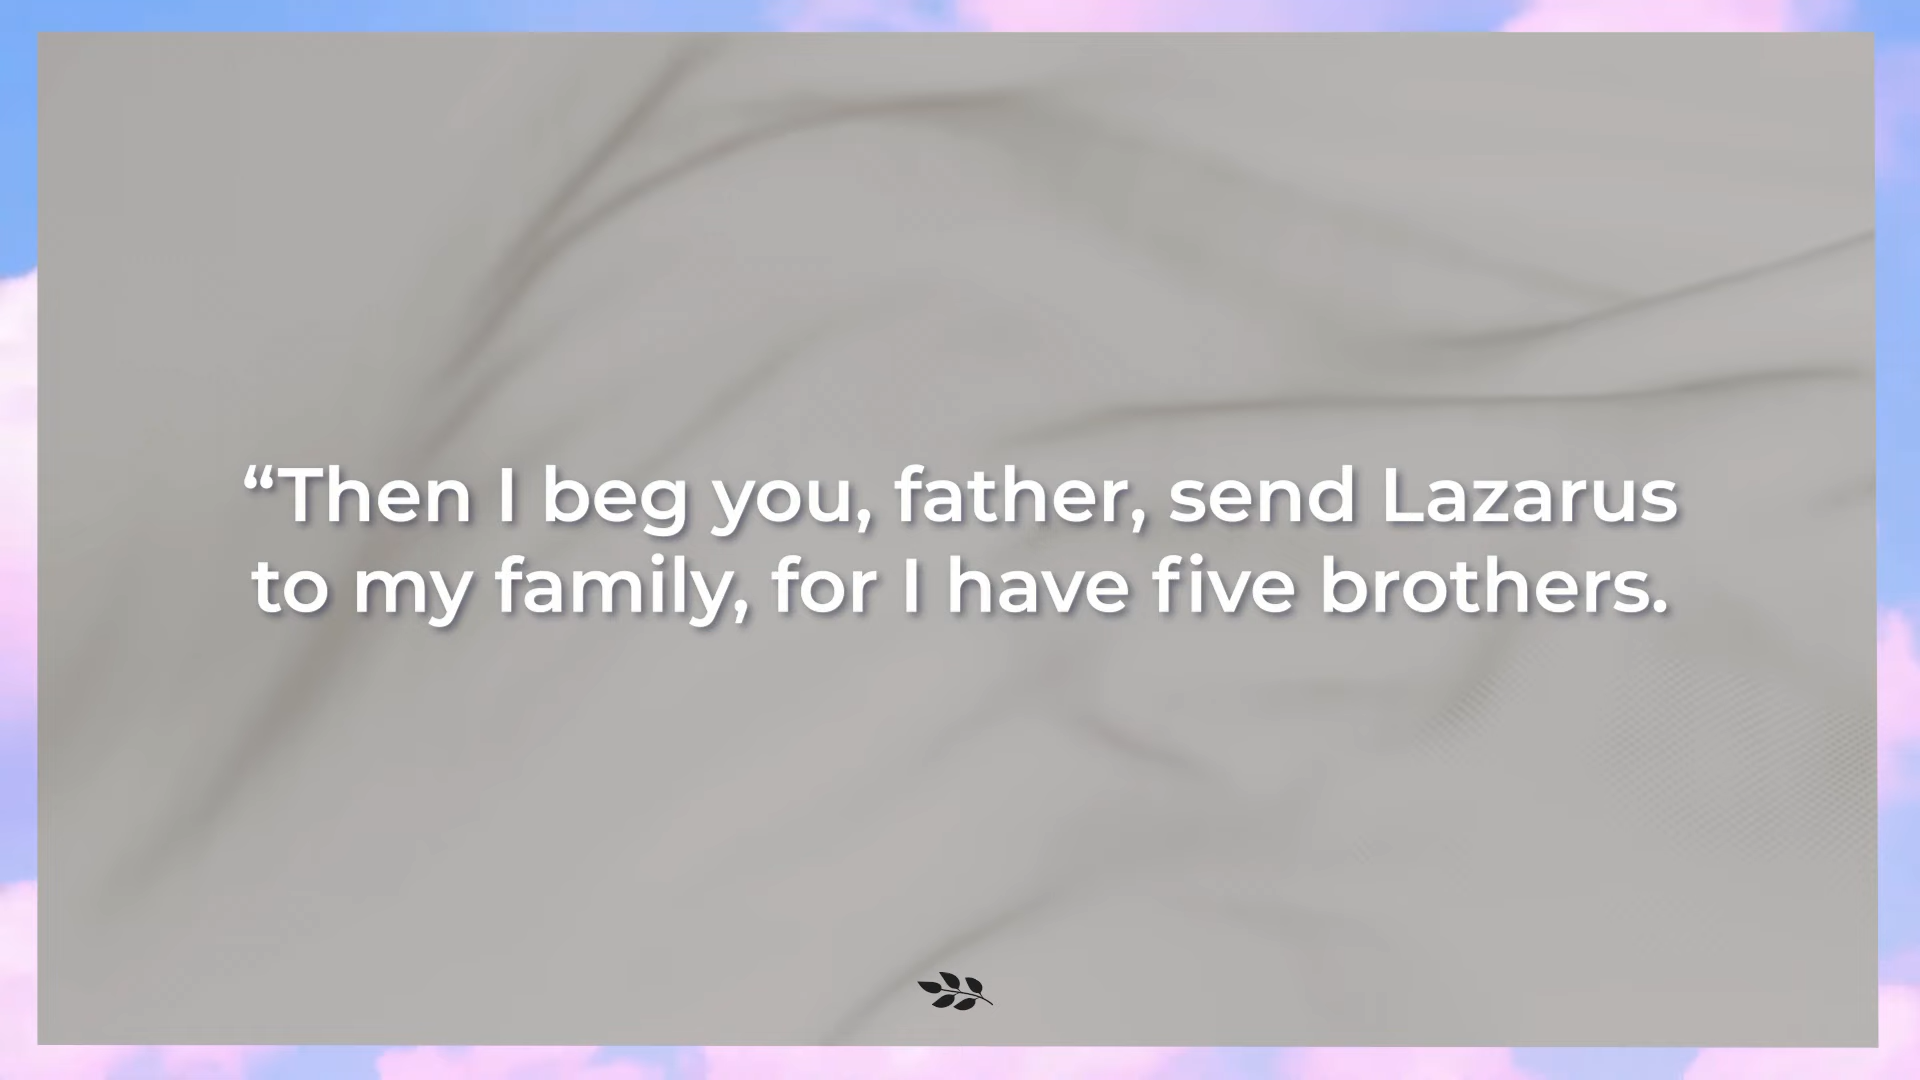 “Then I beg you, father, send Lazarus
to my family, for I have five brothers.